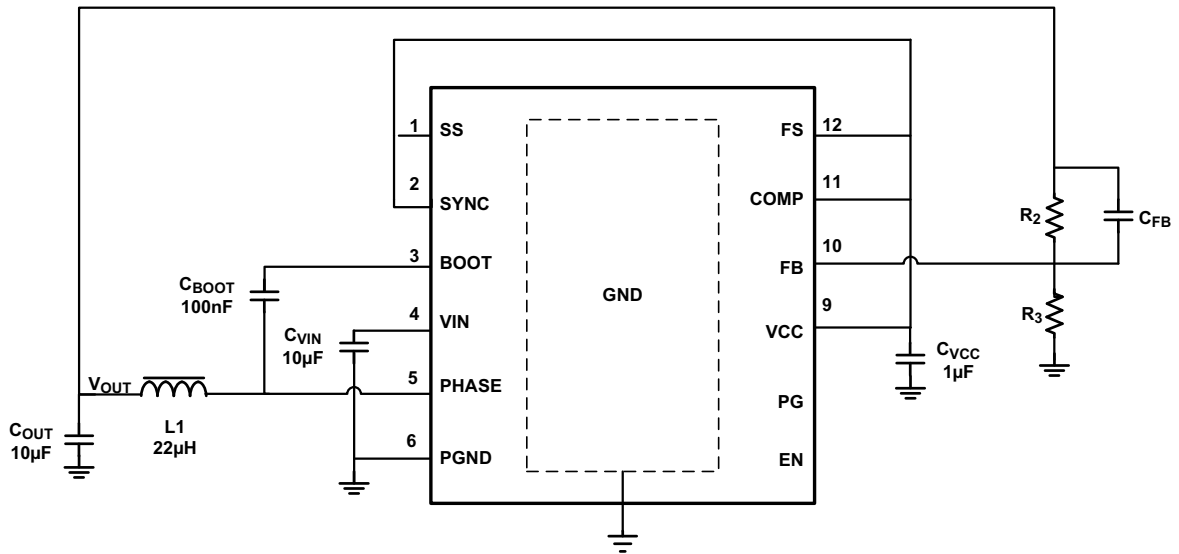 1
SS
2
SYNC
3
BOOT
4
VIN
5
PHASE
6
PGND
GND
12
FS
11
COMP
10
FB
9
VCC
PG
EN
CBOOT
100nF
CVIN
10µF
VOUT
L1
22µH
COUT
10µF
CVCC
1µF
R2
CFB
R3